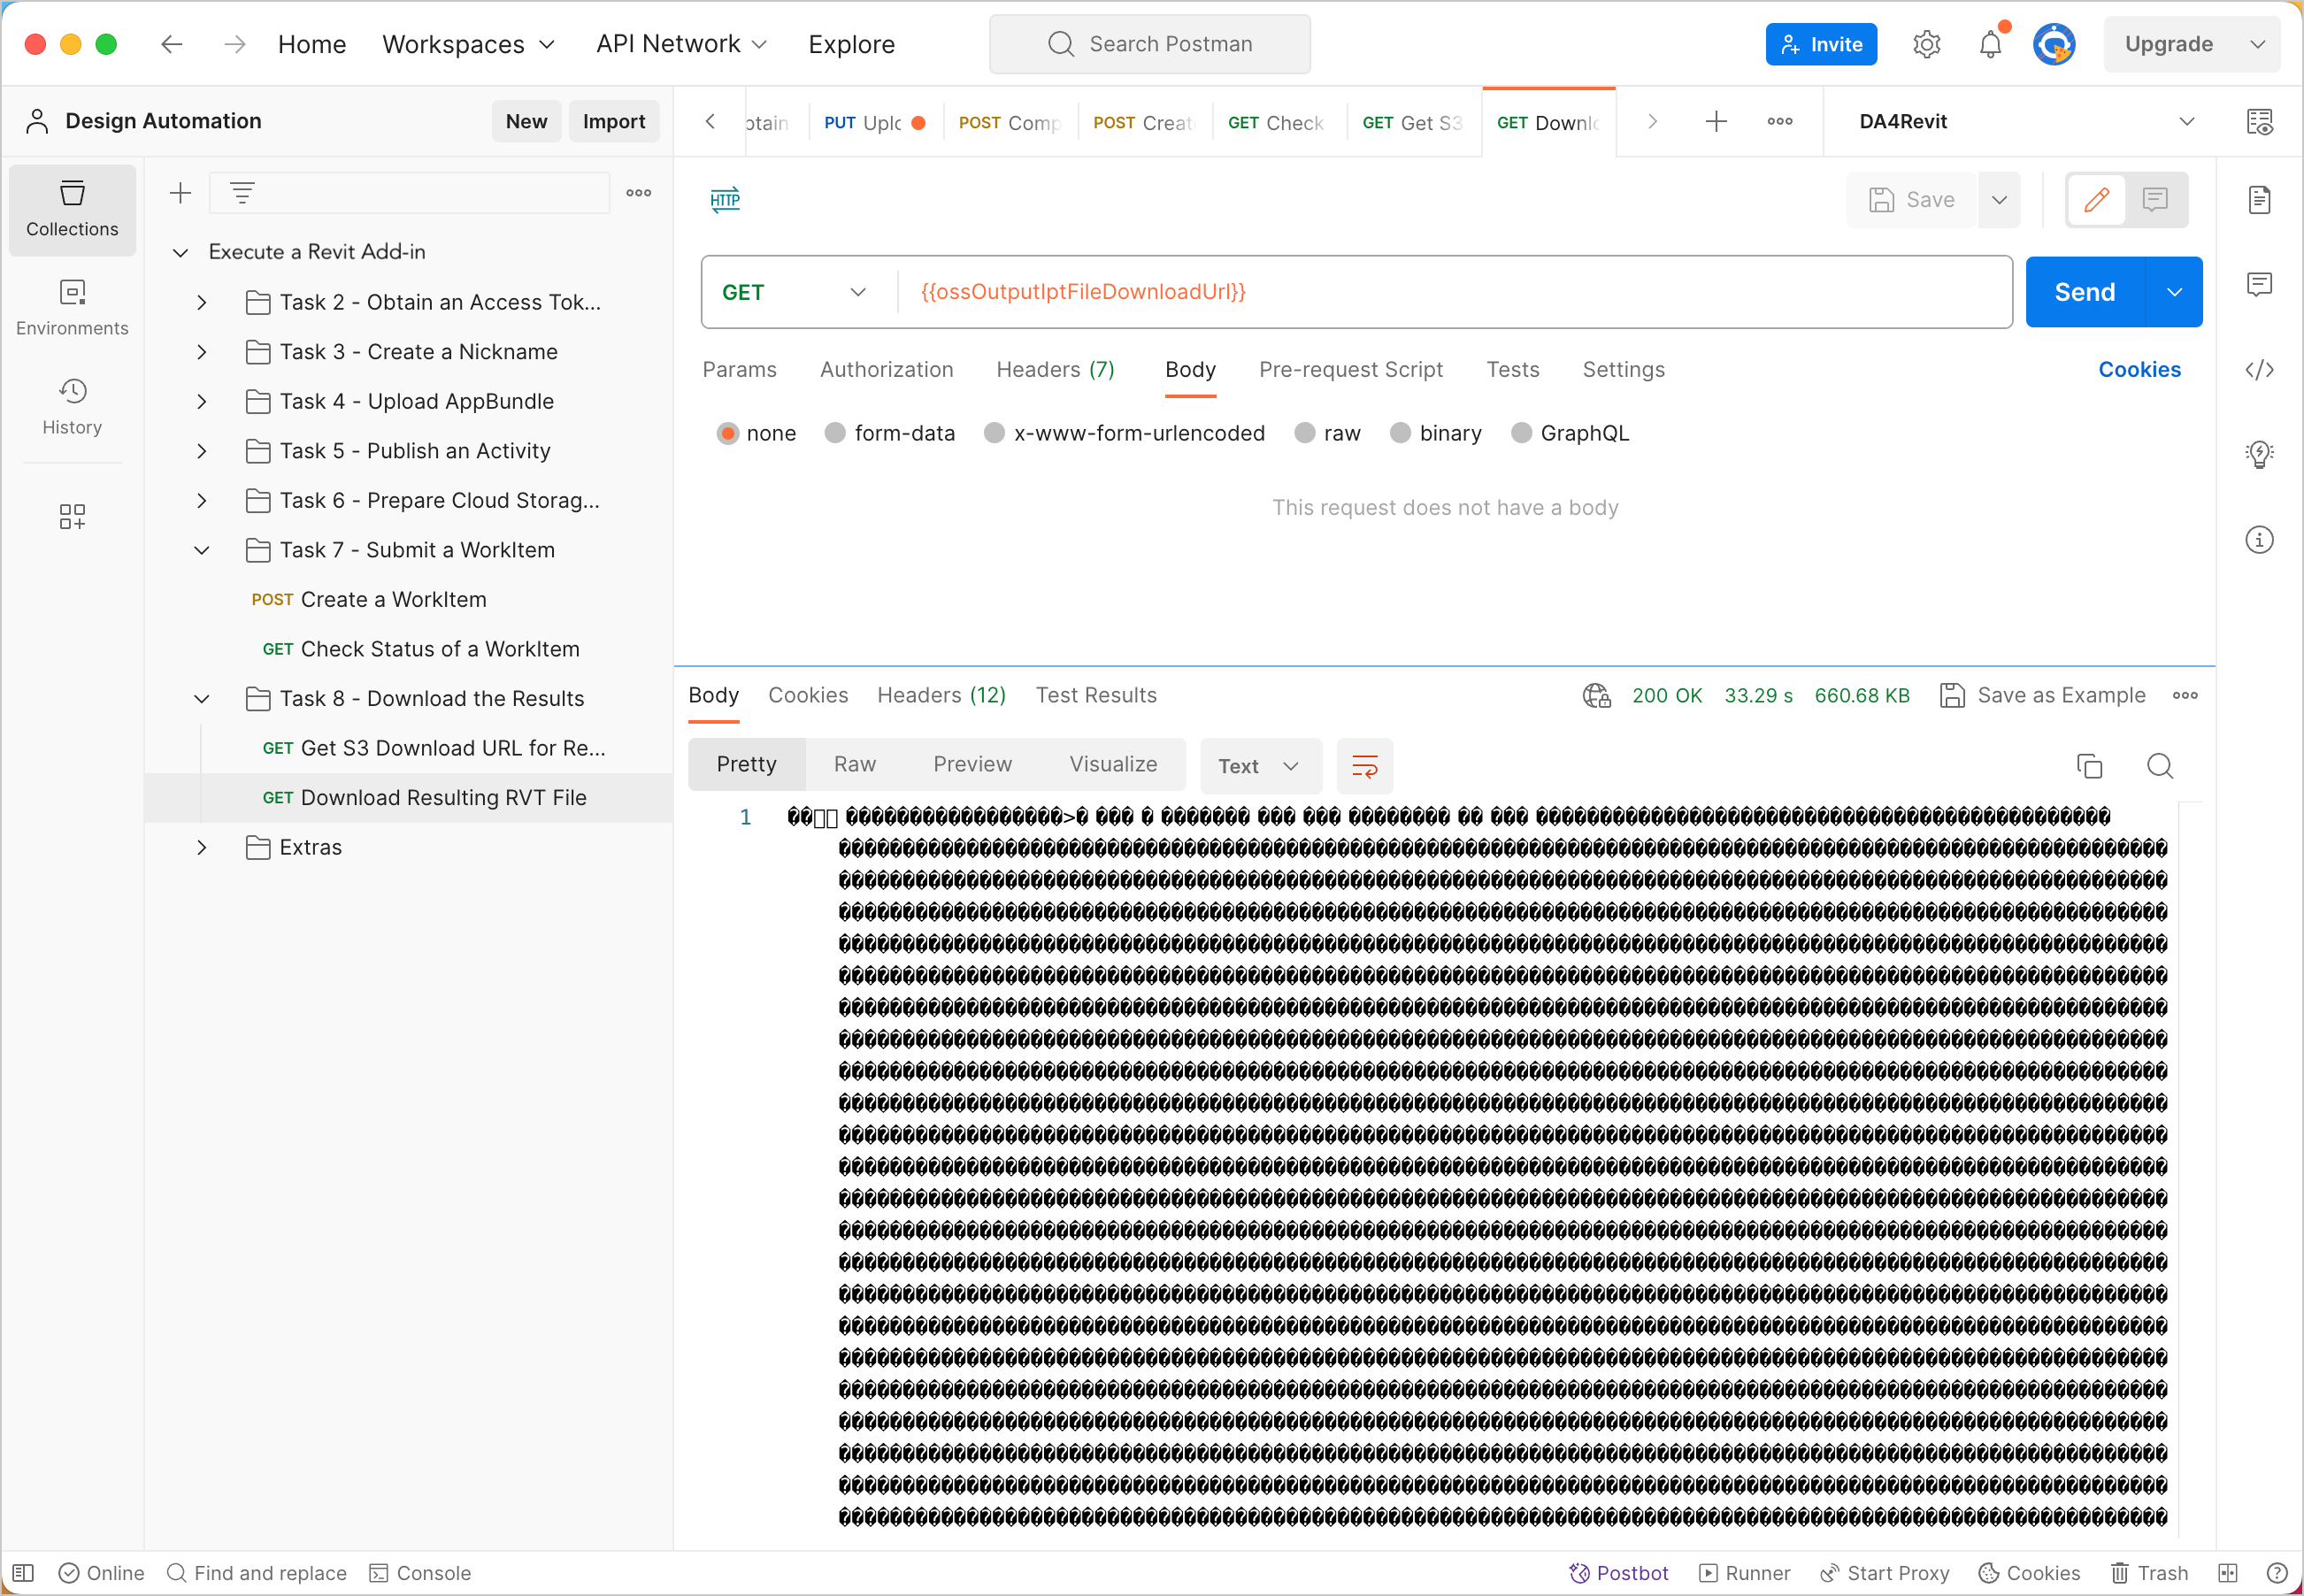 Home
Workspaces
API Network
Explore
Search Postman
Invite
Upgrade
Design Automation
New
Import
PUT
POST
POST
GET Check
GET Get S3
GET
DA4Revit
Collections
Environments
History
Execute a Revit Add-in
Task 2 - Obtain an Access Tok...
Task 3 - Create a Nickname
Task 4 - Upload AppBundle
Task 5 - Publish an Activity
Task 6 - Prepare Cloud Storag...
Task 7 - Submit a WorkItem
POST Create a WorkItem
GET Check Status of a WorkItem
Task 8 - Download the Results
GET Get S3 Download URL for Re...
GET Download Resulting RVT File
Extras
HTTP
Save
GET
{{ossOutputIptFileDownloadUrl}}
Send
Params
Authorization
Headers (7)
Body
Pre-request Script
Tests
Settings
Cookies
none
form-data
x-www-form-urlencoded
raw
binary
GraphQL
This request does not have a body
Body
Cookies
Headers (12)
Test Results
200 OK
33.29 s
660.68 KB
Save as Example
Pretty
Raw
Preview
Visualize
Text
1
Online
Find and replace
Console
Postbot
Runner
Start Proxy
Cookies
Trash